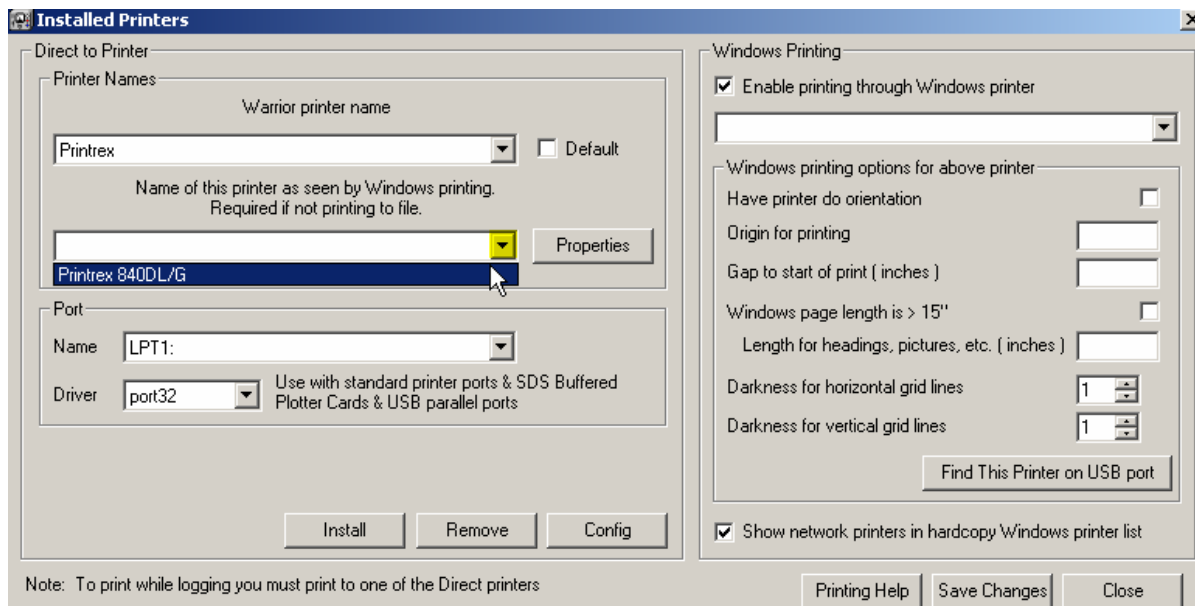 Installed Printers
Direct to Printer
Printer Names
Warrior printer name
Printrex
Default
Name of this printer as seen by Windows printing.
Required if not printing to file.
Properties
Printrex 840DL/G
Port
Name
LPT1:
Driver
port32
Use with standard printer ports & SDS Buffered
Plotter Cards & USB parallel ports
Install
Remove
Config
Note: To print while logging you must print to one of the Direct printers
Windows Printing
Enable printing through Windows printer
Windows printing options for above printer
Have printer do orientation
Origin for printing
Gap to start of print ( inches )
Windows page length is > 15"
Length for headings, pictures, etc. ( inches )
Darkness for horizontal grid lines
1
Darkness for vertical grid lines
1
Find This Printer on USB port
Show network printers in hardcopy Windows printer list
Printing Help
Save Changes
Close